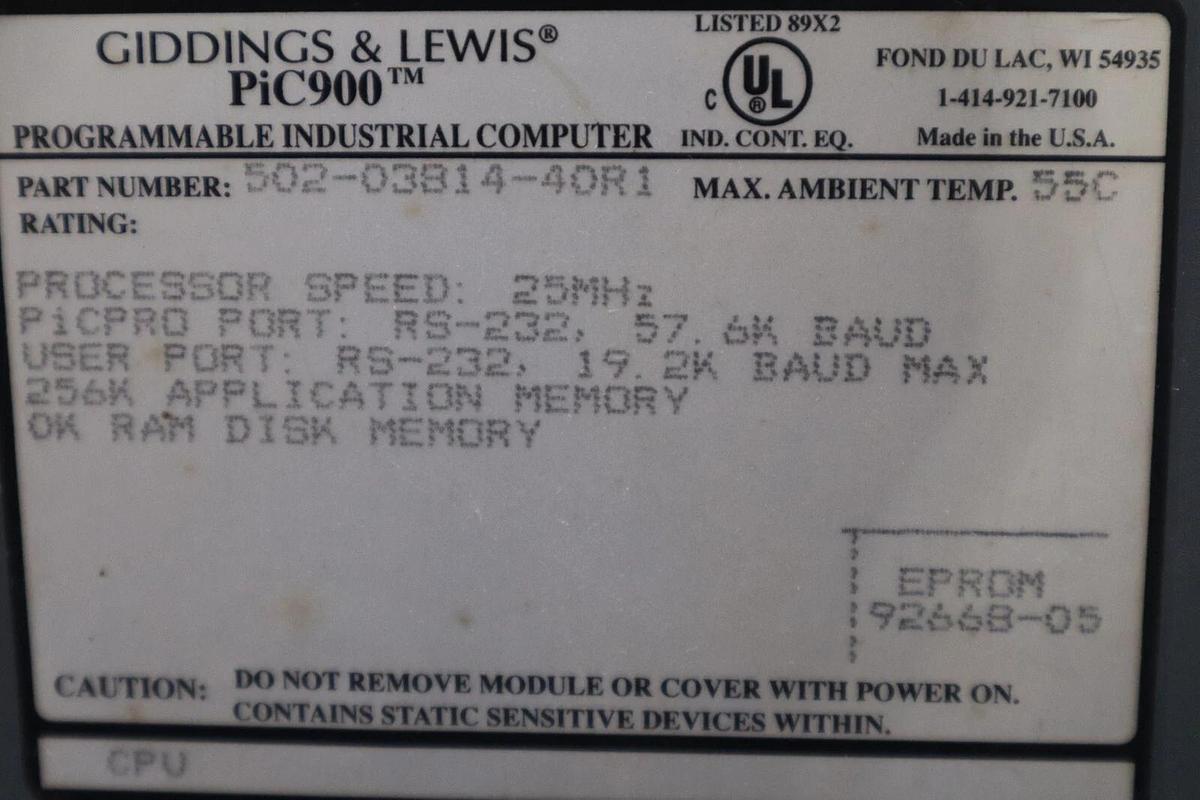 GIDDINGS & LEWIS®
PiC900™
PROGRAMMABLE INDUSTRIAL COMPUTER
LISTED 89X2
C UL ®
IND. CONT. EQ.
FOND DU LAC, WI 54935
1-414-921-7100
Made in the U.S.A.
PART NUMBER: 502-03814-40R1
MAX. AMBIENT TEMP. 55C
RATING:
PROCESSOR SPEED: 25MHz
PiCPRO PORT: RS-232, 57.6K BAUD
USER PORT: RS-232, 19.2K BAUD MAX
256K APPLICATION MEMORY
0K RAM DISK MEMORY
EPROM
92668-05
CAUTION: DO NOT REMOVE MODULE OR COVER WITH POWER ON.
CONTAINS STATIC SENSITIVE DEVICES WITHIN.
CPU